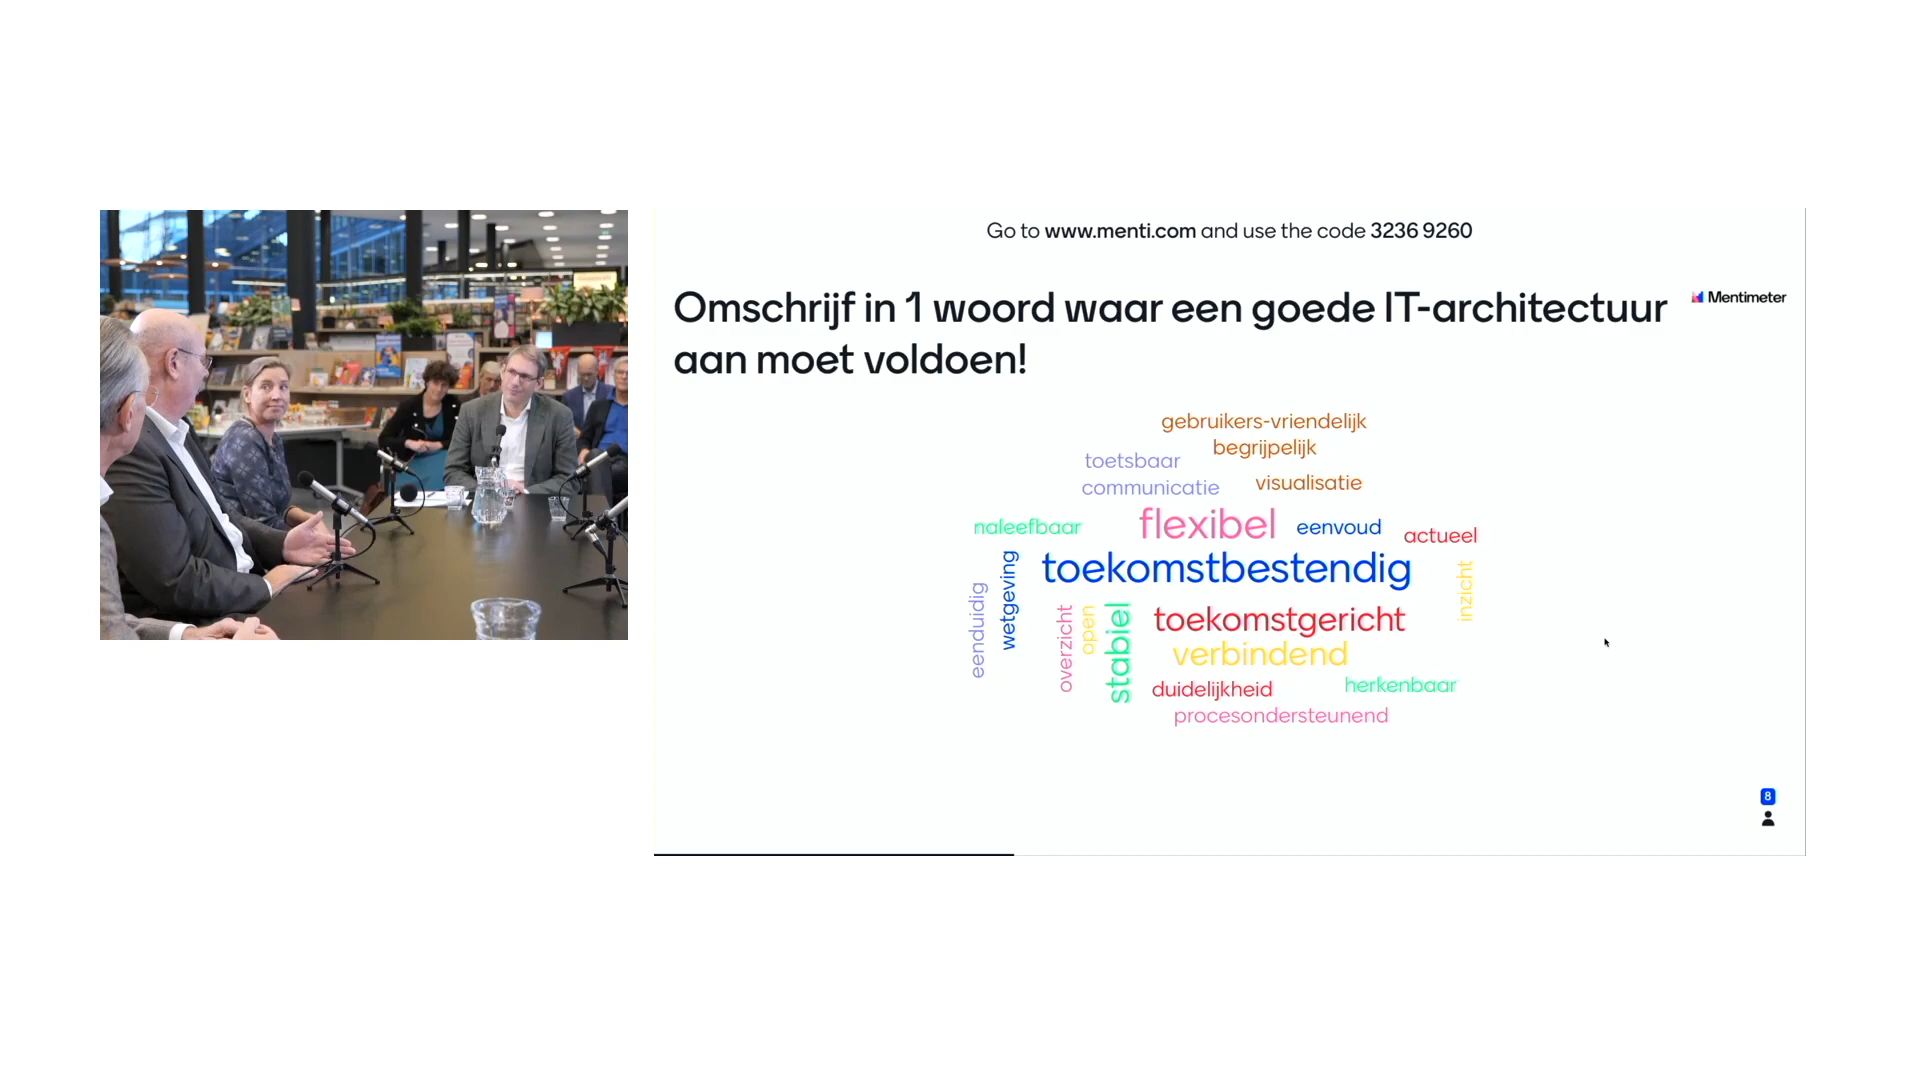 Go to www.menti.com and use the code 3236 9260
Omschrijf in 1 woord waar een goede IT-architectuur
aan moet voldoen!
Mentimeter
gebruikers-vriendelijk
begrijpelijk
toetsbaar
visualisatie
communicatie
naleefbaar
flexibel
eenvoud
actueel
toekomstbestendig
eenduidig
wetgeving
inzicht
overzicht
open
stabiel
toekomstgericht
verbindend
duidelijkheid
herkenbaar
procesondersteunend
8